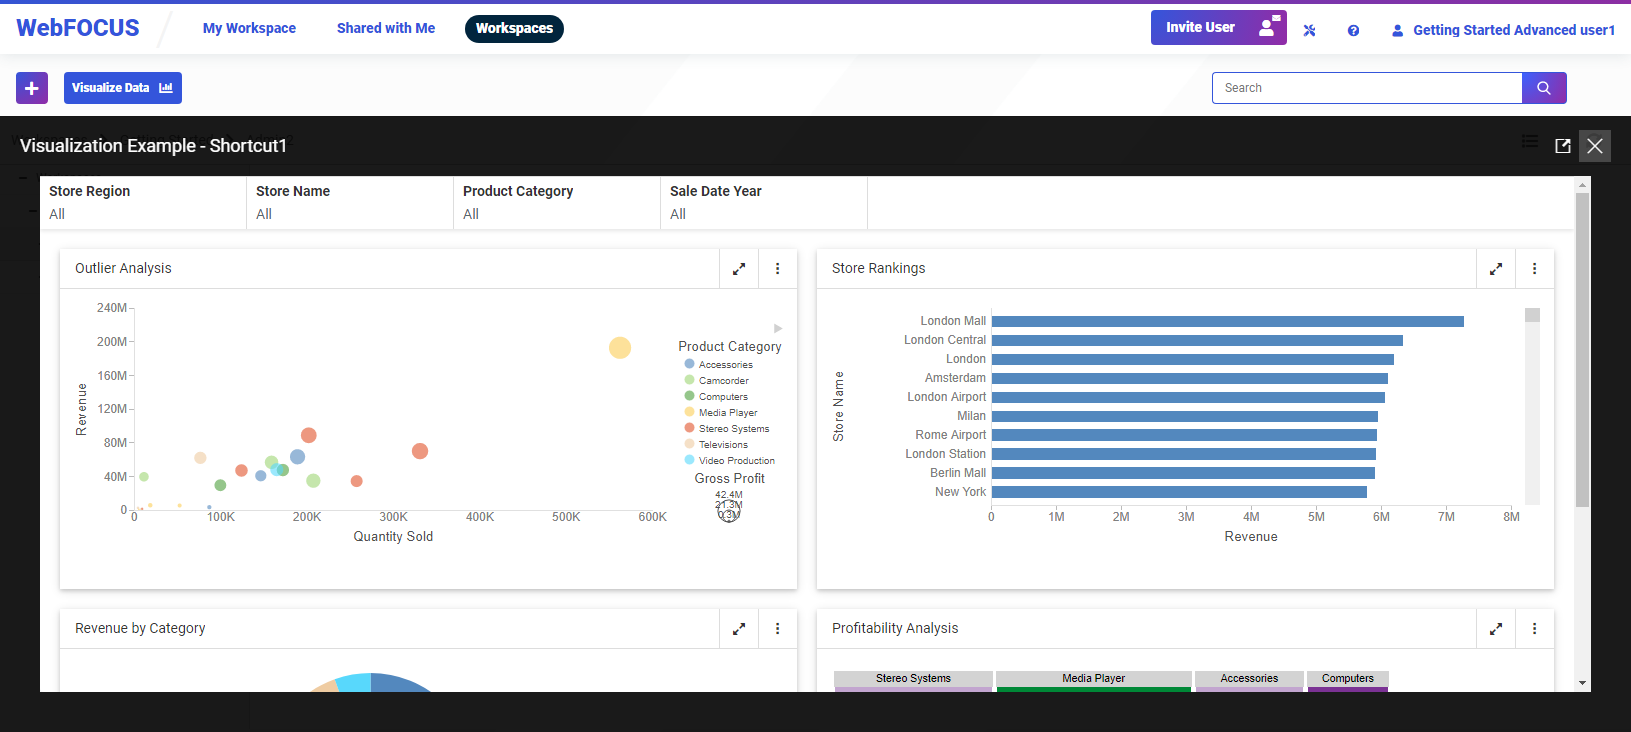 WebFOCUS
My Workspace
Shared with Me
Workspaces
Invite User
Getting Started Advanced user1
Visualize Data
Search
Visualization Example - Shortcut1
Store Region
All
Store Name
All
Product Category
All
Sale Date Year
All
Outlier Analysis
240M
200M
160M
120M
80M
40M
0
Revenue
0
100K
200K
300K
400K
500K
600K
Quantity Sold
Product Category
Accessories
Camcorder
Computers
Media Player
Stereo Systems
Televisions
Video Production
Gross Profit
42.4M
21.3M
0.3M
Store Rankings
Store Name
London Mall
London Central
London
Amsterdam
London Airport
Milan
Rome Airport
London Station
Berlin Mall
New York
0
1M
2M
3M
4M
5M
6M
7M
8M
Revenue
Revenue by Category
Profitability Analysis
Stereo Systems
Media Player
Accessories
Computers